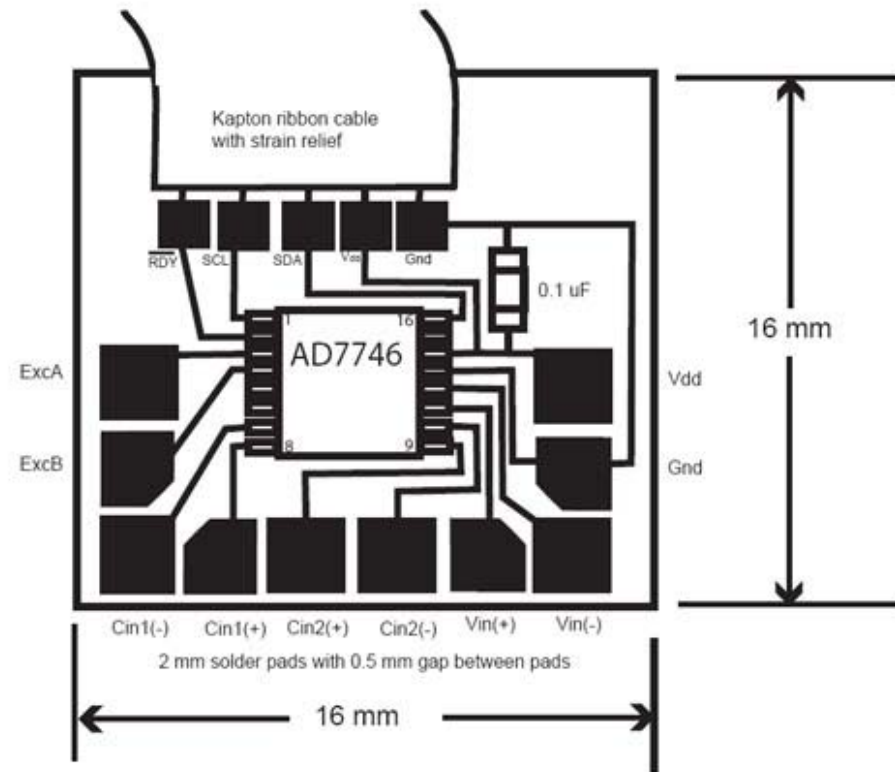 Kapton ribbon cable
with strain relief
RDY SCL SDA Vdd Gnd
0.1 uF
1 16
AD7746
8 9
16 mm
ExcA
Vdd
ExcB
Gnd
Cin1(-) Cin1(+) Cin2(+) Cin2(-) Vin(+) Vin(-)
2 mm solder pads with 0.5 mm gap between pads
16 mm